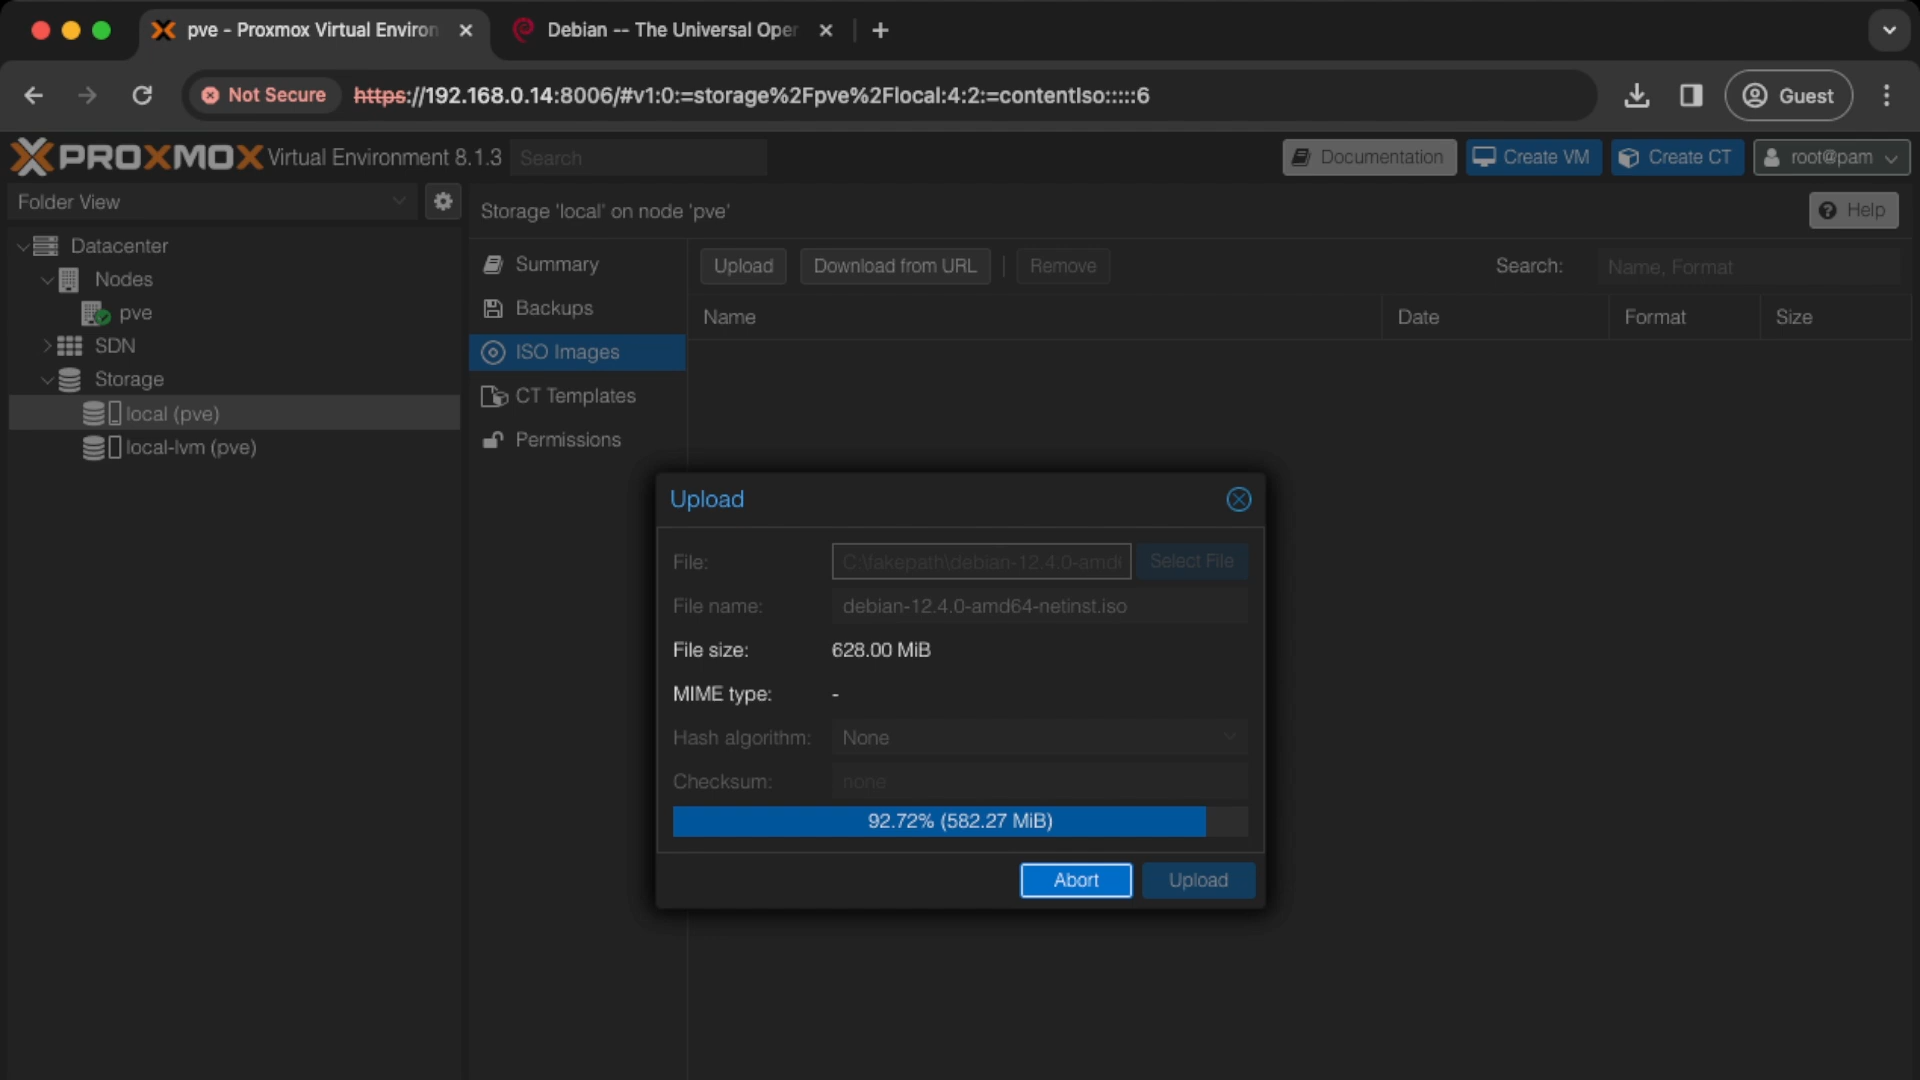 pve - Proxmox Virtual Environ
Debian -- The Universal Oper
Not Secure https://192.168.0.14:8006/#v1:0:=storage%2Fpve%2Flocal:4:2:=contentIso:::::6
Guest
PROXMOX Virtual Environment 8.1.3 Search
Documentation Create VM Create CT root@pam
Folder View
Storage 'local' on node 'pve'
Help
Datacenter
Nodes
pve
SDN
Storage
local (pve)
local-lvm (pve)
Summary
Backups
ISO Images
CT Templates
Permissions
Upload Download from URL Remove Search: Name, Format
Name Date Format Size
Upload
File: C:\fakepath\debian-12.4.0-amd6 Select File
File name: debian-12.4.0-amd64-netinst.iso
File size: 628.00 MiB
MIME type: -
Hash algorithm: None
Checksum: none
92.72% (582.27 MiB)
Abort Upload